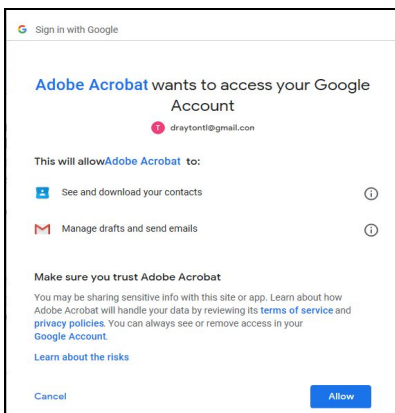 Sign in with Google
Adobe Acrobat wants to access your Google
Account
T draytontl@gmail.con
This will allowAdobe Acrobat to:
See and download your contacts
Manage drafts and send emails
Make sure you trust Adobe Acrobat
You may be sharing sensitive info with this site or app. Learn about how
Adobe Acrobat will handle your data by reviewing its terms of service and
privacy policies. You can always see or remove access in your
Google Account.
Learn about the risks
Cancel
Allow